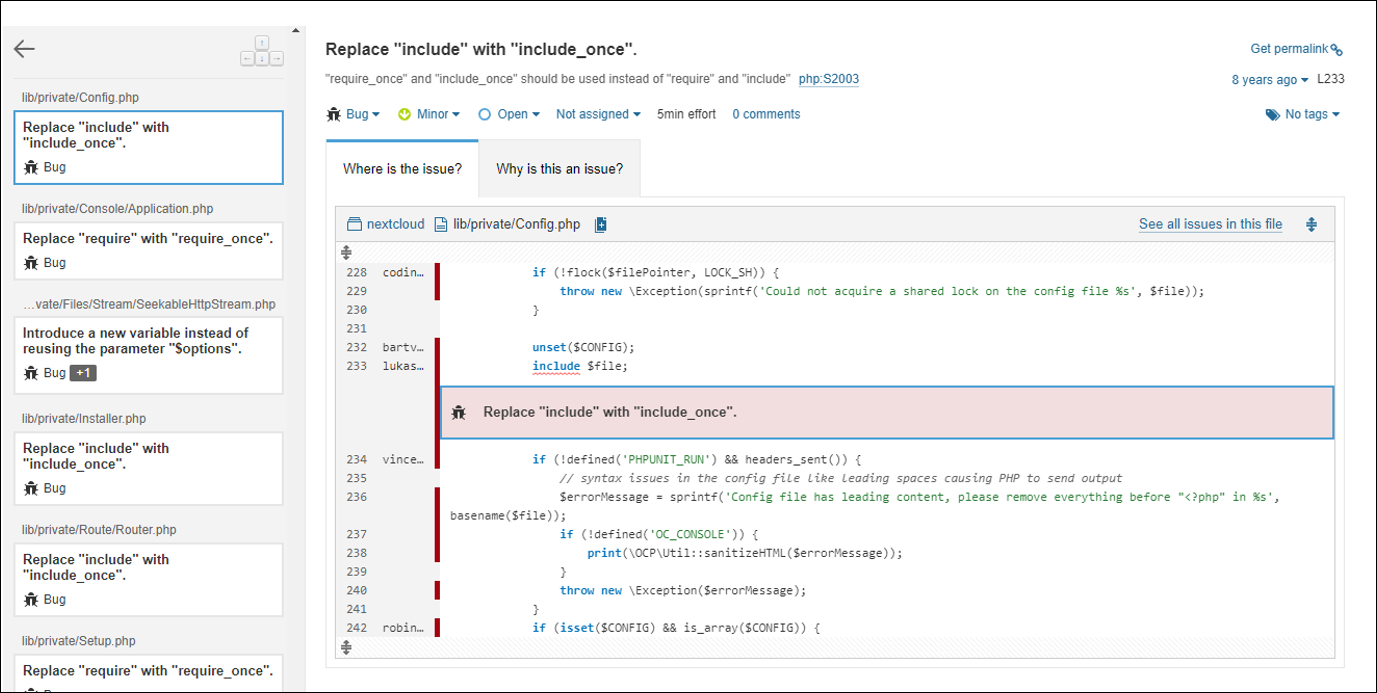 lib/private/Config.php
Replace "include" with
"include_once".
Bug
lib/private/Console/Application.php
Replace "require" with "require_once".
Bug
…vate/Files/Stream/SeekableHttpStream.php
Introduce a new variable instead of
reusing the parameter "$options".
Bug +1
lib/private/Installer.php
Replace "include" with
"include_once".
Bug
lib/private/Route/Router.php
Replace "include" with
"include_once".
Bug
lib/private/Setup.php
Replace "require" with "require_once".
Replace "include" with "include_once".
Get permalink
"require_once" and "include_once" should be used instead of "require" and "include" php:S2003
8 years ago L233
Bug Minor Open Not assigned 5min effort 0 comments
No tags
Where is the issue? Why is this an issue?
nextcloud lib/private/Config.php
See all issues in this file
228 codin… if (!flock($filePointer, LOCK_SH)) {
229 throw new \Exception(sprintf('Could not acquire a shared lock on the config file %s', $file));
230 }
231
232 bartv… unset($CONFIG);
233 lukas… include $file;
Replace "include" with "include_once".
234 vince… if (!defined('PHPUNIT_RUN') && headers_sent()) {
235 // syntax issues in the config file like leading spaces causing PHP to send output
236 $errorMessage = sprintf('Config file has leading content, please remove everything before "<?php" in %s',
basename($file));
237 if (!defined('OC_CONSOLE')) {
238 print(\OCP\Util::sanitizeHTML($errorMessage));
239 }
240 throw new \Exception($errorMessage);
241 }
242 robin… if (isset($CONFIG) && is_array($CONFIG)) {